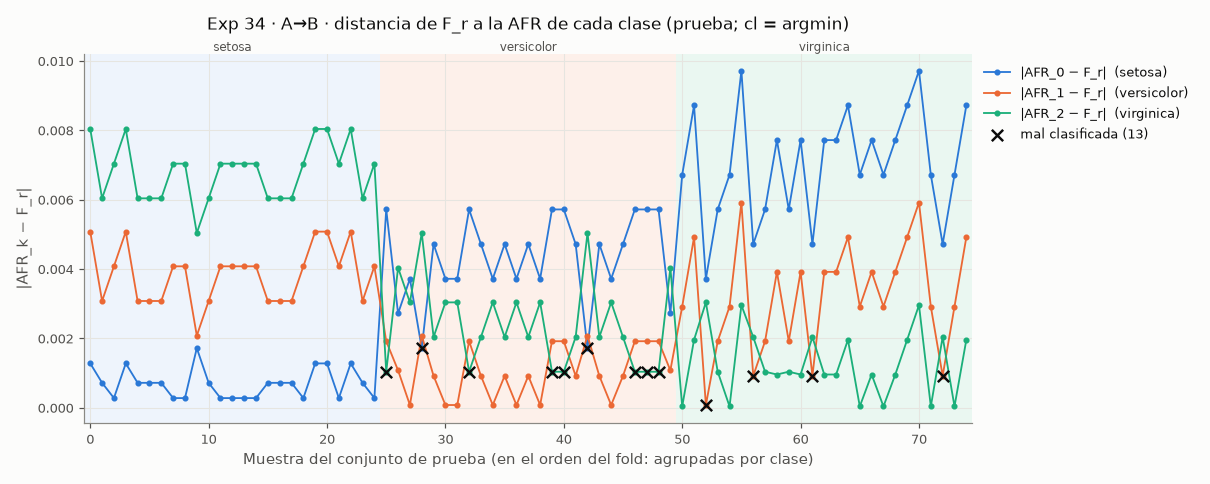 Exp 34 · A→B · distancia de F_r a la AFR de cada clase (prueba; cl = argmin)
setosa
versicolor
virginica
|AFR_0 − F_r| (setosa)
|AFR_1 − F_r| (versicolor)
|AFR_2 − F_r| (virginica)
mal clasificada (13)
|AFR_k − F_r|
0.010
0.008
0.006
0.004
0.002
0.000
0
10
20
30
40
50
60
70
Muestra del conjunto de prueba (en el orden del fold: agrupadas por clase)